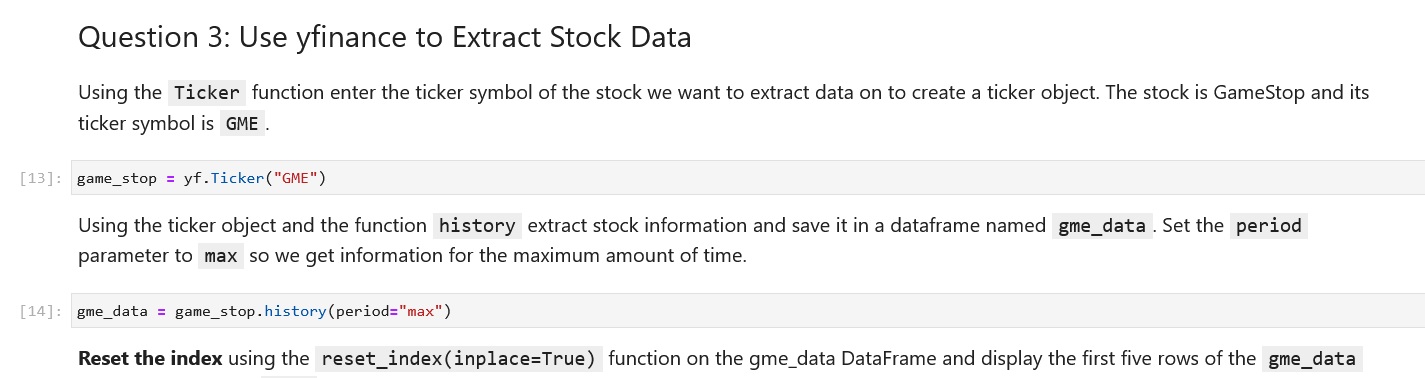 Question 3: Use yfinance to Extract Stock Data
Using the Ticker function enter the ticker symbol of the stock we want to extract data on to create a ticker object. The stock is GameStop and its
ticker symbol is GME .
[13]: game_stop = yf.Ticker("GME")
Using the ticker object and the function history extract stock information and save it in a dataframe named gme_data . Set the period
parameter to max so we get information for the maximum amount of time.
[14]: gme_data = game_stop.history(period="max")
Reset the index using the reset_index(inplace=True) function on the gme_data DataFrame and display the first five rows of the gme_data